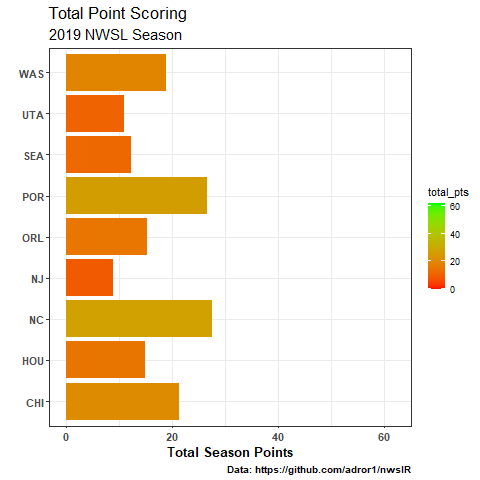 Total Point Scoring
2019 NWSL Season
WAS
UTA
SEA
POR
ORL
NJ
NC
HOU
CHI
0 20 40 60
Total Season Points
Data: https://github.com/adror1/nwslR
total_pts
60
40
20
0